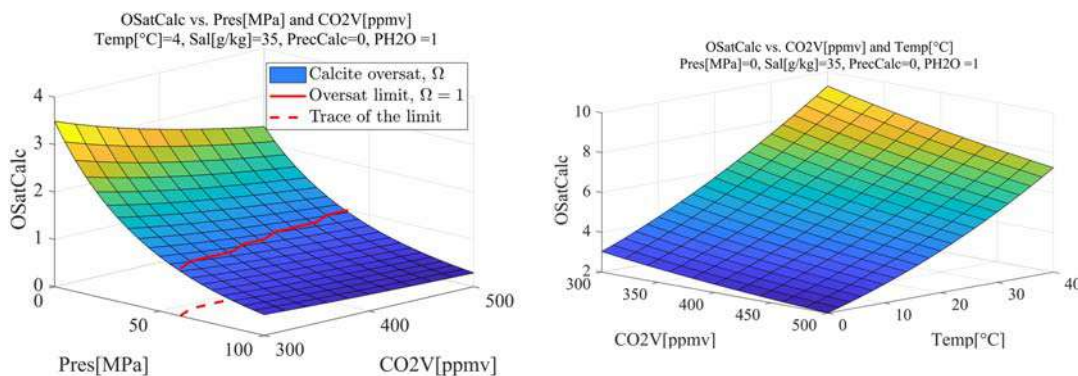 OSatCalc vs. Pres[MPa] and CO2V[ppmv]
Temp[°C]=4, Sal[g/kg]=35, PrecCalc=0, PH2O =1
Calcite oversat, Ω
Oversat limit, Ω = 1
Trace of the limit
4
3
2
1
0
OSatCalc
0
50
100
Pres[MPa]
300
400
500
CO2V[ppmv]
OSatCalc vs. CO2V[ppmv] and Temp[°C]
Pres[MPa]=0, Sal[g/kg]=35, PrecCalc=0, PH2O =1
10
8
6
4
2
OSatCalc
300
350
400
450
500
CO2V[ppmv]
0
10
20
30
40
Temp[°C]